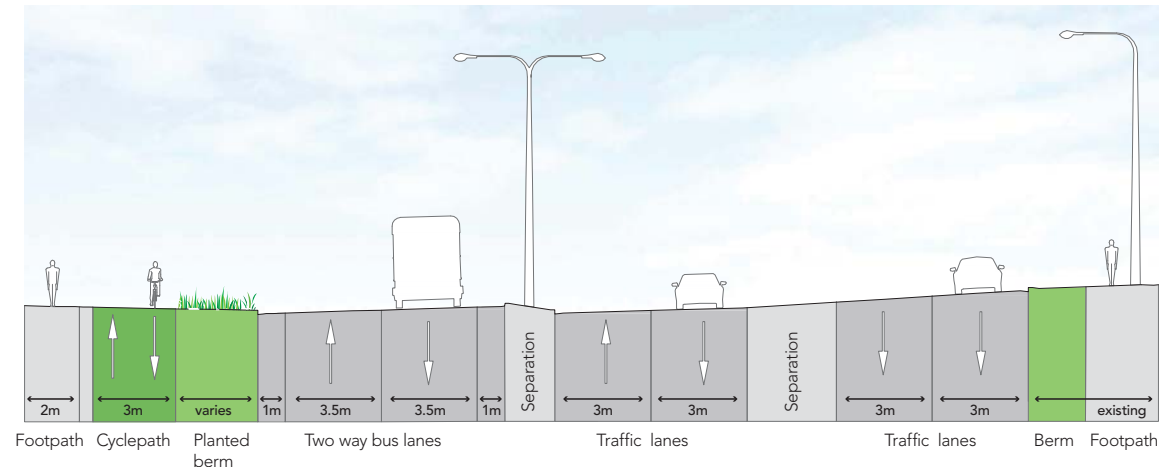 Separation
Separation
2m
3m
varies
1m
3.5m
3.5m
1m
3m
3m
3m
3m
existing
Footpath
Cyclepath
Planted
berm
Two way bus lanes
Traffic lanes
Traffic lanes
Berm
Footpath